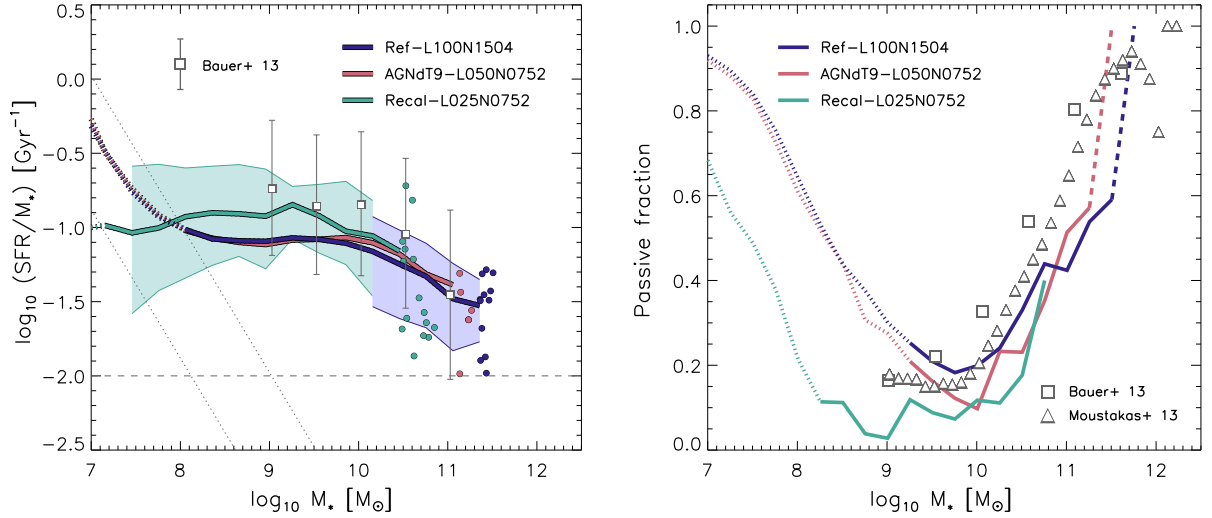 0.5
0.0
−0.5
−1.0
−1.5
−2.0
−2.5
log₁₀ (SFR/M⁎) [Gyr⁻¹]
Bauer+ 13
Ref−L100N1504
AGNdT9−L050N0752
Recal−L025N0752
7 8 9 10 11 12
log₁₀ M⁎ [M☉]
1.0
0.8
0.6
0.4
0.2
0.0
Passive fraction
Ref−L100N1504
AGNdT9−L050N0752
Recal−L025N0752
Bauer+ 13
Moustakas+ 13
7 8 9 10 11 12
log₁₀ M⁎ [M☉]